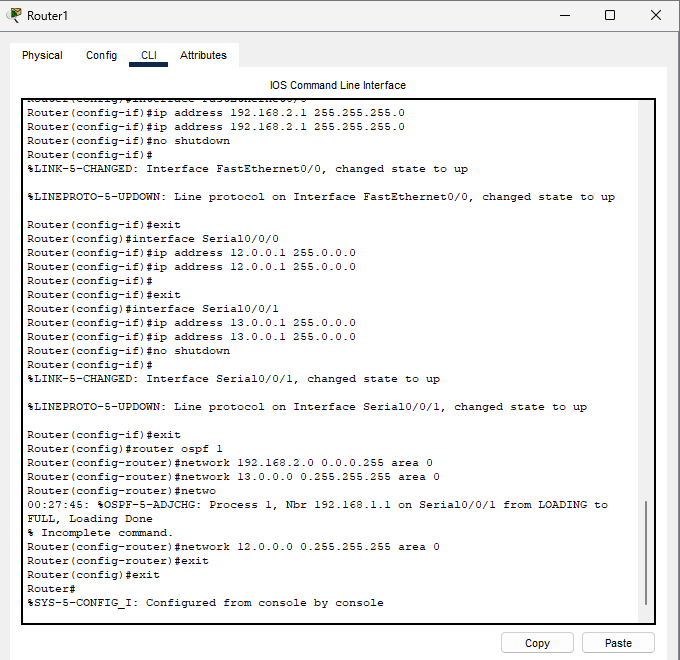 Router1
Physical Config CLI Attributes
IOS Command Line Interface
Router(config)#interface FastEthernet0/0
Router(config-if)#ip address 192.168.2.1 255.255.255.0
Router(config-if)#ip address 192.168.2.1 255.255.255.0
Router(config-if)#no shutdown
Router(config-if)#
%LINK-5-CHANGED: Interface FastEthernet0/0, changed state to up
%LINEPROTO-5-UPDOWN: Line protocol on Interface FastEthernet0/0, changed state to up
Router(config-if)#exit
Router(config)#interface Serial0/0/0
Router(config-if)#ip address 12.0.0.1 255.0.0.0
Router(config-if)#ip address 12.0.0.1 255.0.0.0
Router(config-if)#
Router(config-if)#exit
Router(config)#interface Serial0/0/1
Router(config-if)#ip address 13.0.0.1 255.0.0.0
Router(config-if)#ip address 13.0.0.1 255.0.0.0
Router(config-if)#no shutdown
Router(config-if)#
%LINK-5-CHANGED: Interface Serial0/0/1, changed state to up
%LINEPROTO-5-UPDOWN: Line protocol on Interface Serial0/0/1, changed state to up
Router(config-if)#exit
Router(config)#router ospf 1
Router(config-router)#network 192.168.2.0 0.0.0.255 area 0
Router(config-router)#network 13.0.0.0 0.255.255.255 area 0
Router(config-router)#netwo
00:27:45: %OSPF-5-ADJCHG: Process 1, Nbr 192.168.1.1 on Serial0/0/1 from LOADING to
FULL, Loading Done
% Incomplete command.
Router(config-router)#network 12.0.0.0 0.255.255.255 area 0
Router(config-router)#exit
Router(config)#exit
Router#
%SYS-5-CONFIG_I: Configured from console by console
Copy Paste